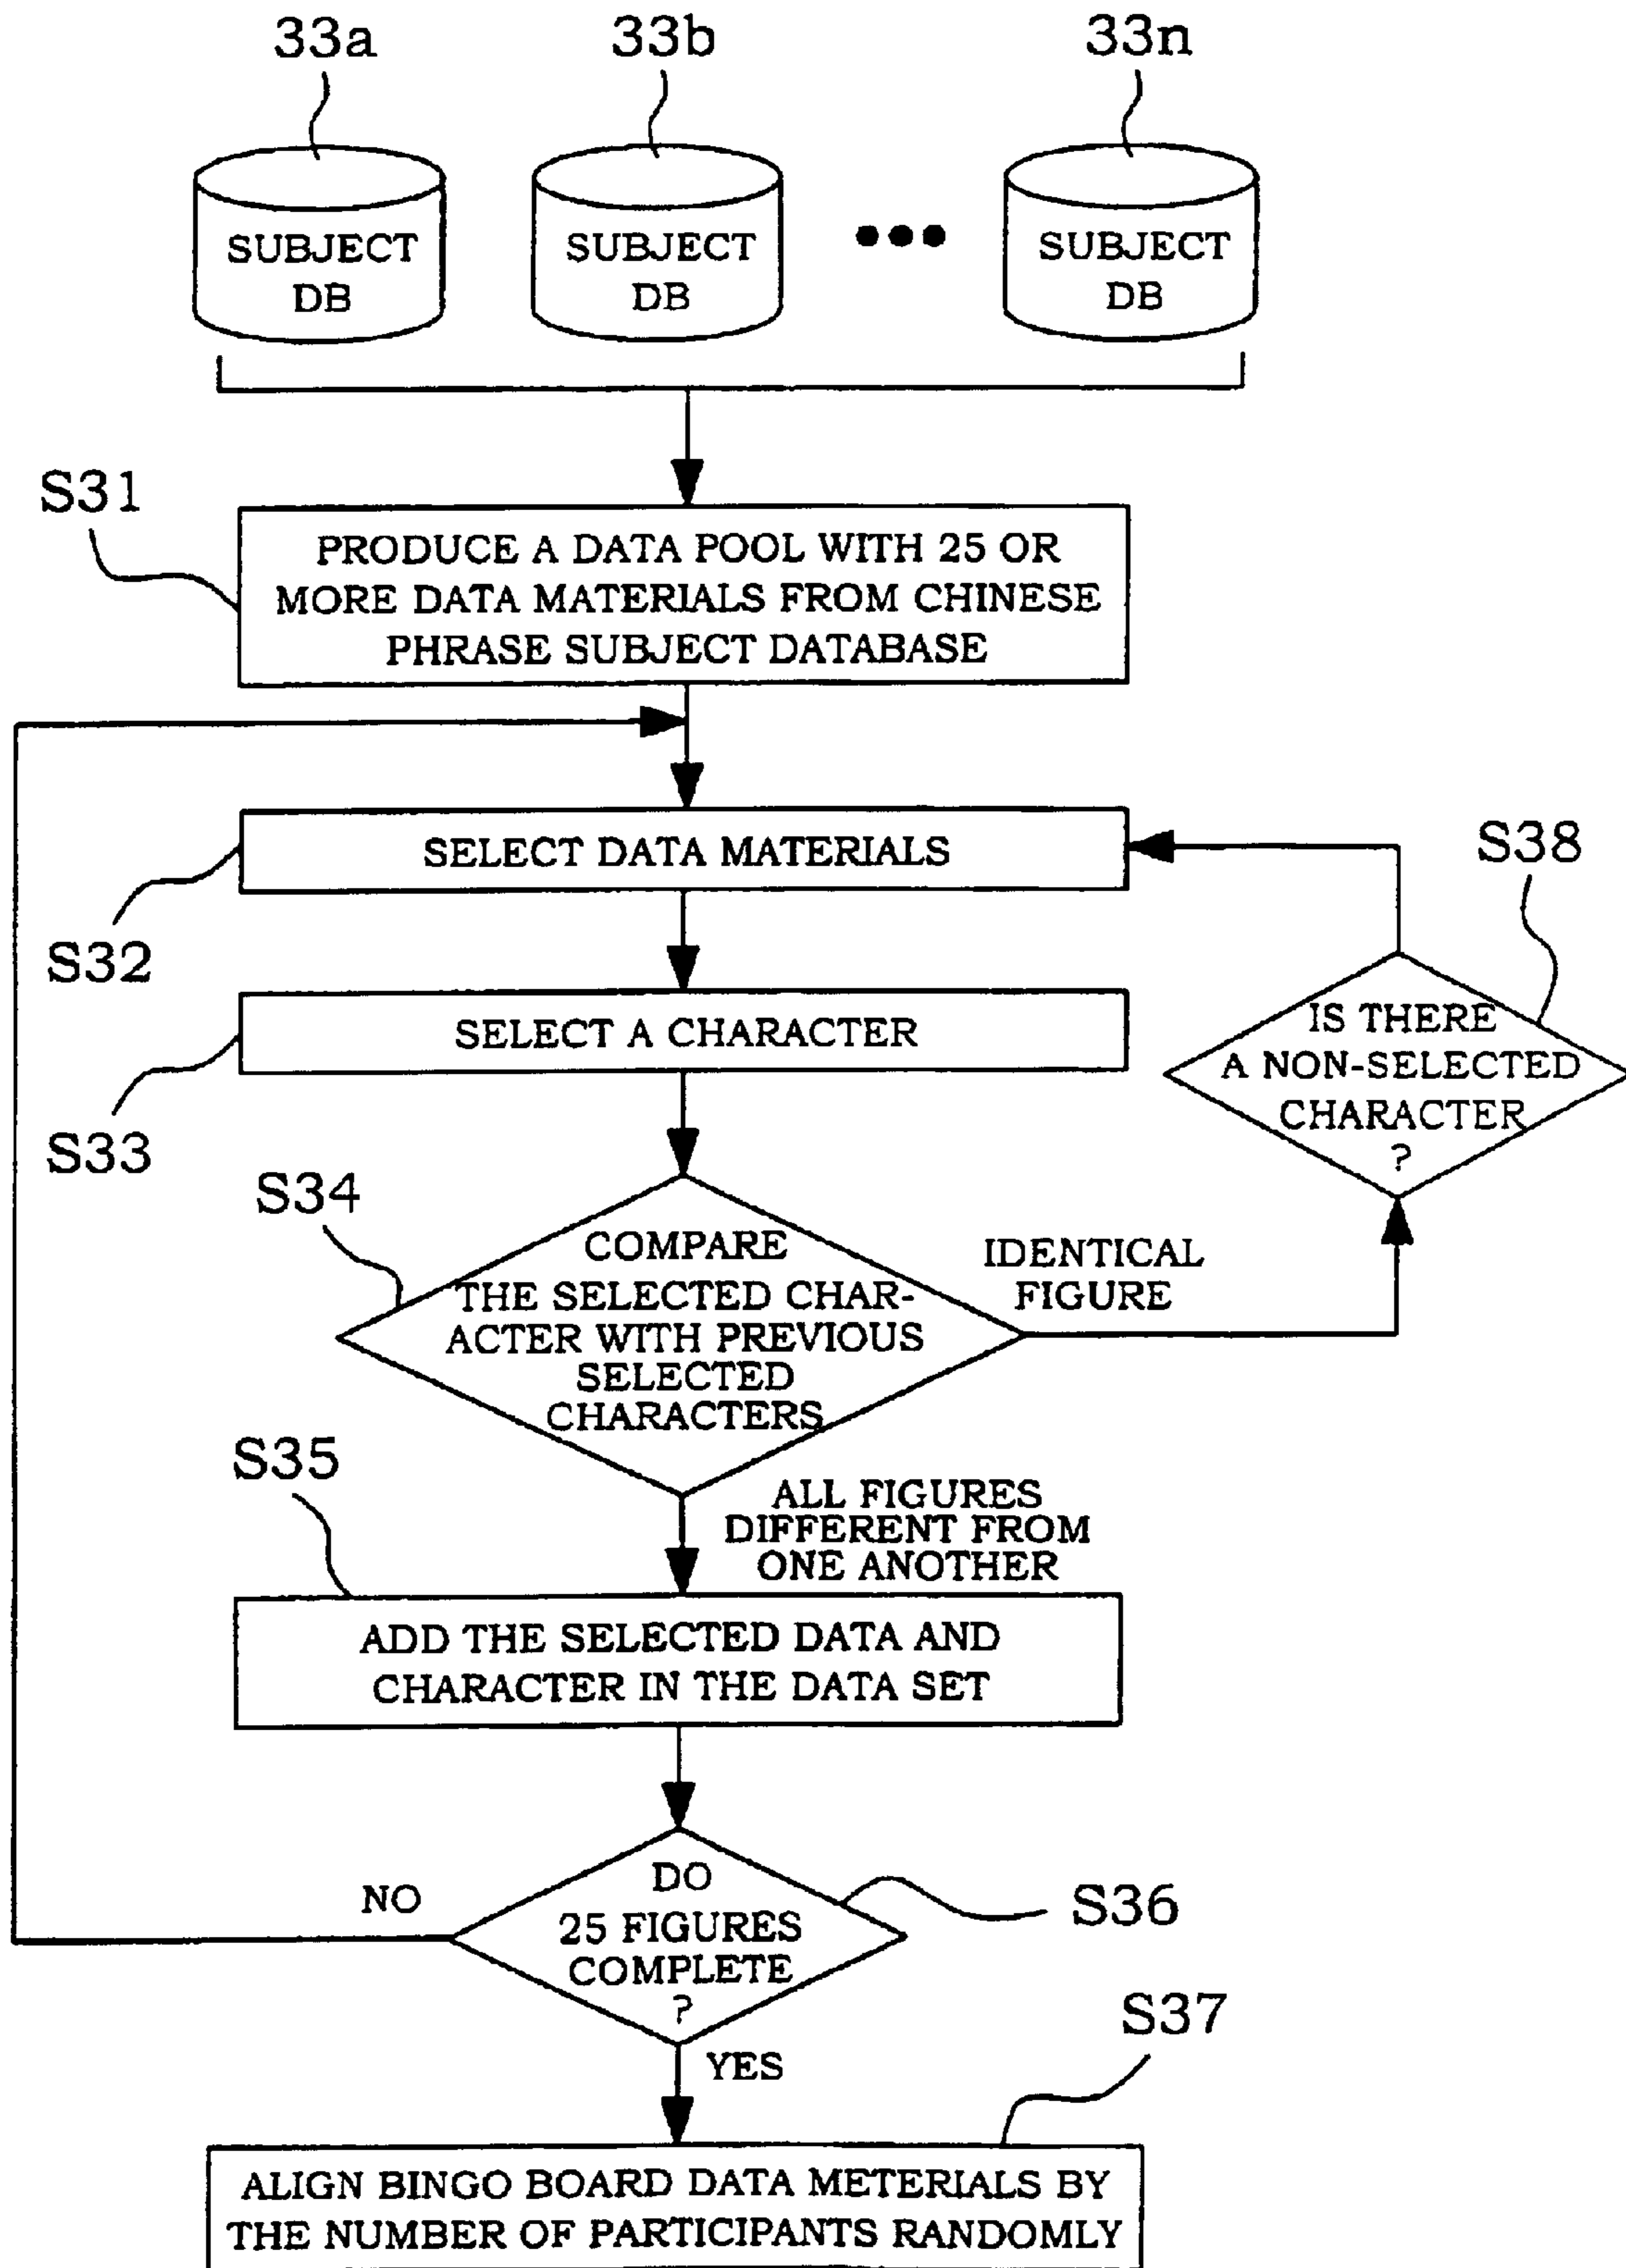 33a
33b
33n
SUBJECT
DB
SUBJECT
DB
SUBJECT
DB
S31
PRODUCE A DATA POOL WITH 25 OR
MORE DATA MATERIALS FROM CHINESE
PHRASE SUBJECT DATABASE
SELECT DATA MATERIALS
S32
S38
SELECT A CHARACTER
S33
IS THERE
A NON-SELECTED
CHARACTER
?
S34
COMPARE
THE SELECTED CHAR-
ACTER WITH PREVIOUS
SELECTED
CHARACTERS
IDENTICAL
FIGURE
S35
ALL FIGURES
DIFFERENT FROM
ONE ANOTHER
ADD THE SELECTED DATA AND
CHARACTER IN THE DATA SET
NO
DO
25 FIGURES
COMPLETE
?
S36
YES
S37
ALIGN BINGO BOARD DATA METERIALS BY
THE NUMBER OF PARTICIPANTS RANDOMLY